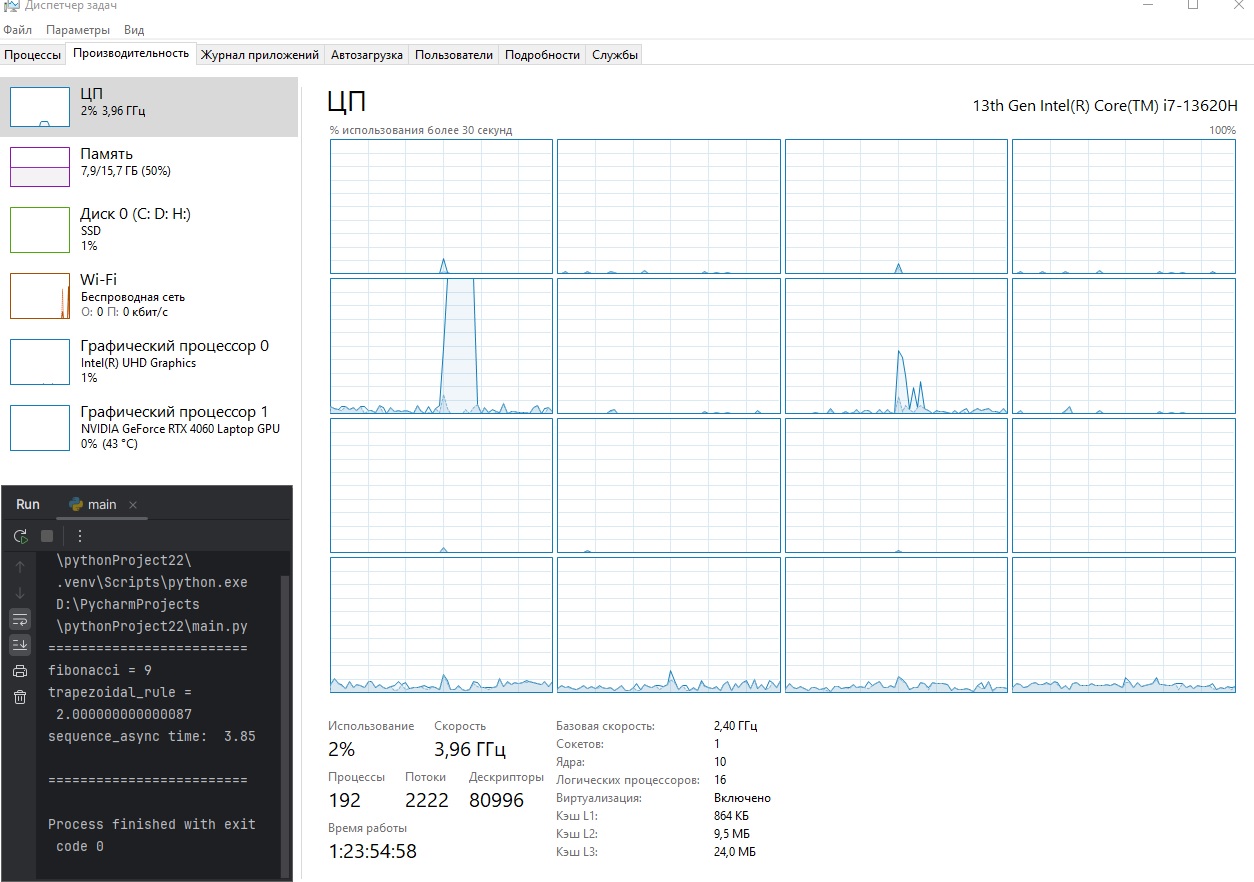 Диспетчер задач
Файл Параметры Вид
Процессы Производительность Журнал приложений Автозагрузка Пользователи Подробности Службы
ЦП
2% 3,96 ГГц
Память
7,9/15,7 ГБ (50%)
Диск 0 (C: D: H:)
SSD
1%
Wi-Fi
Беспроводная сеть
О: 0 П: 0 кбит/с
Графический процессор 0
Intel(R) UHD Graphics
1%
Графический процессор 1
NVIDIA GeForce RTX 4060 Laptop GPU
0% (43 °C)
Run main
\pythonProject22\
.venv\Scripts\python.exe
D:\PycharmProjects
\pythonProject22\main.py
=========================
fibonacci = 9
trapezoidal_rule =
2.000000000000087
sequence_async time: 3.85
=========================
Process finished with exit
code 0
ЦП
13th Gen Intel(R) Core(TM) i7-13620H
% использования более 30 секунд 100%
Использование Скорость
2% 3,96 ГГц
Процессы Потоки Дескрипторы
192 2222 80996
Время работы
1:23:54:58
Базовая скорость: 2,40 ГГц
Сокетов: 1
Ядра: 10
Логических процессоров: 16
Виртуализация: Включено
Кэш L1: 864 КБ
Кэш L2: 9,5 МБ
Кэш L3: 24,0 МБ